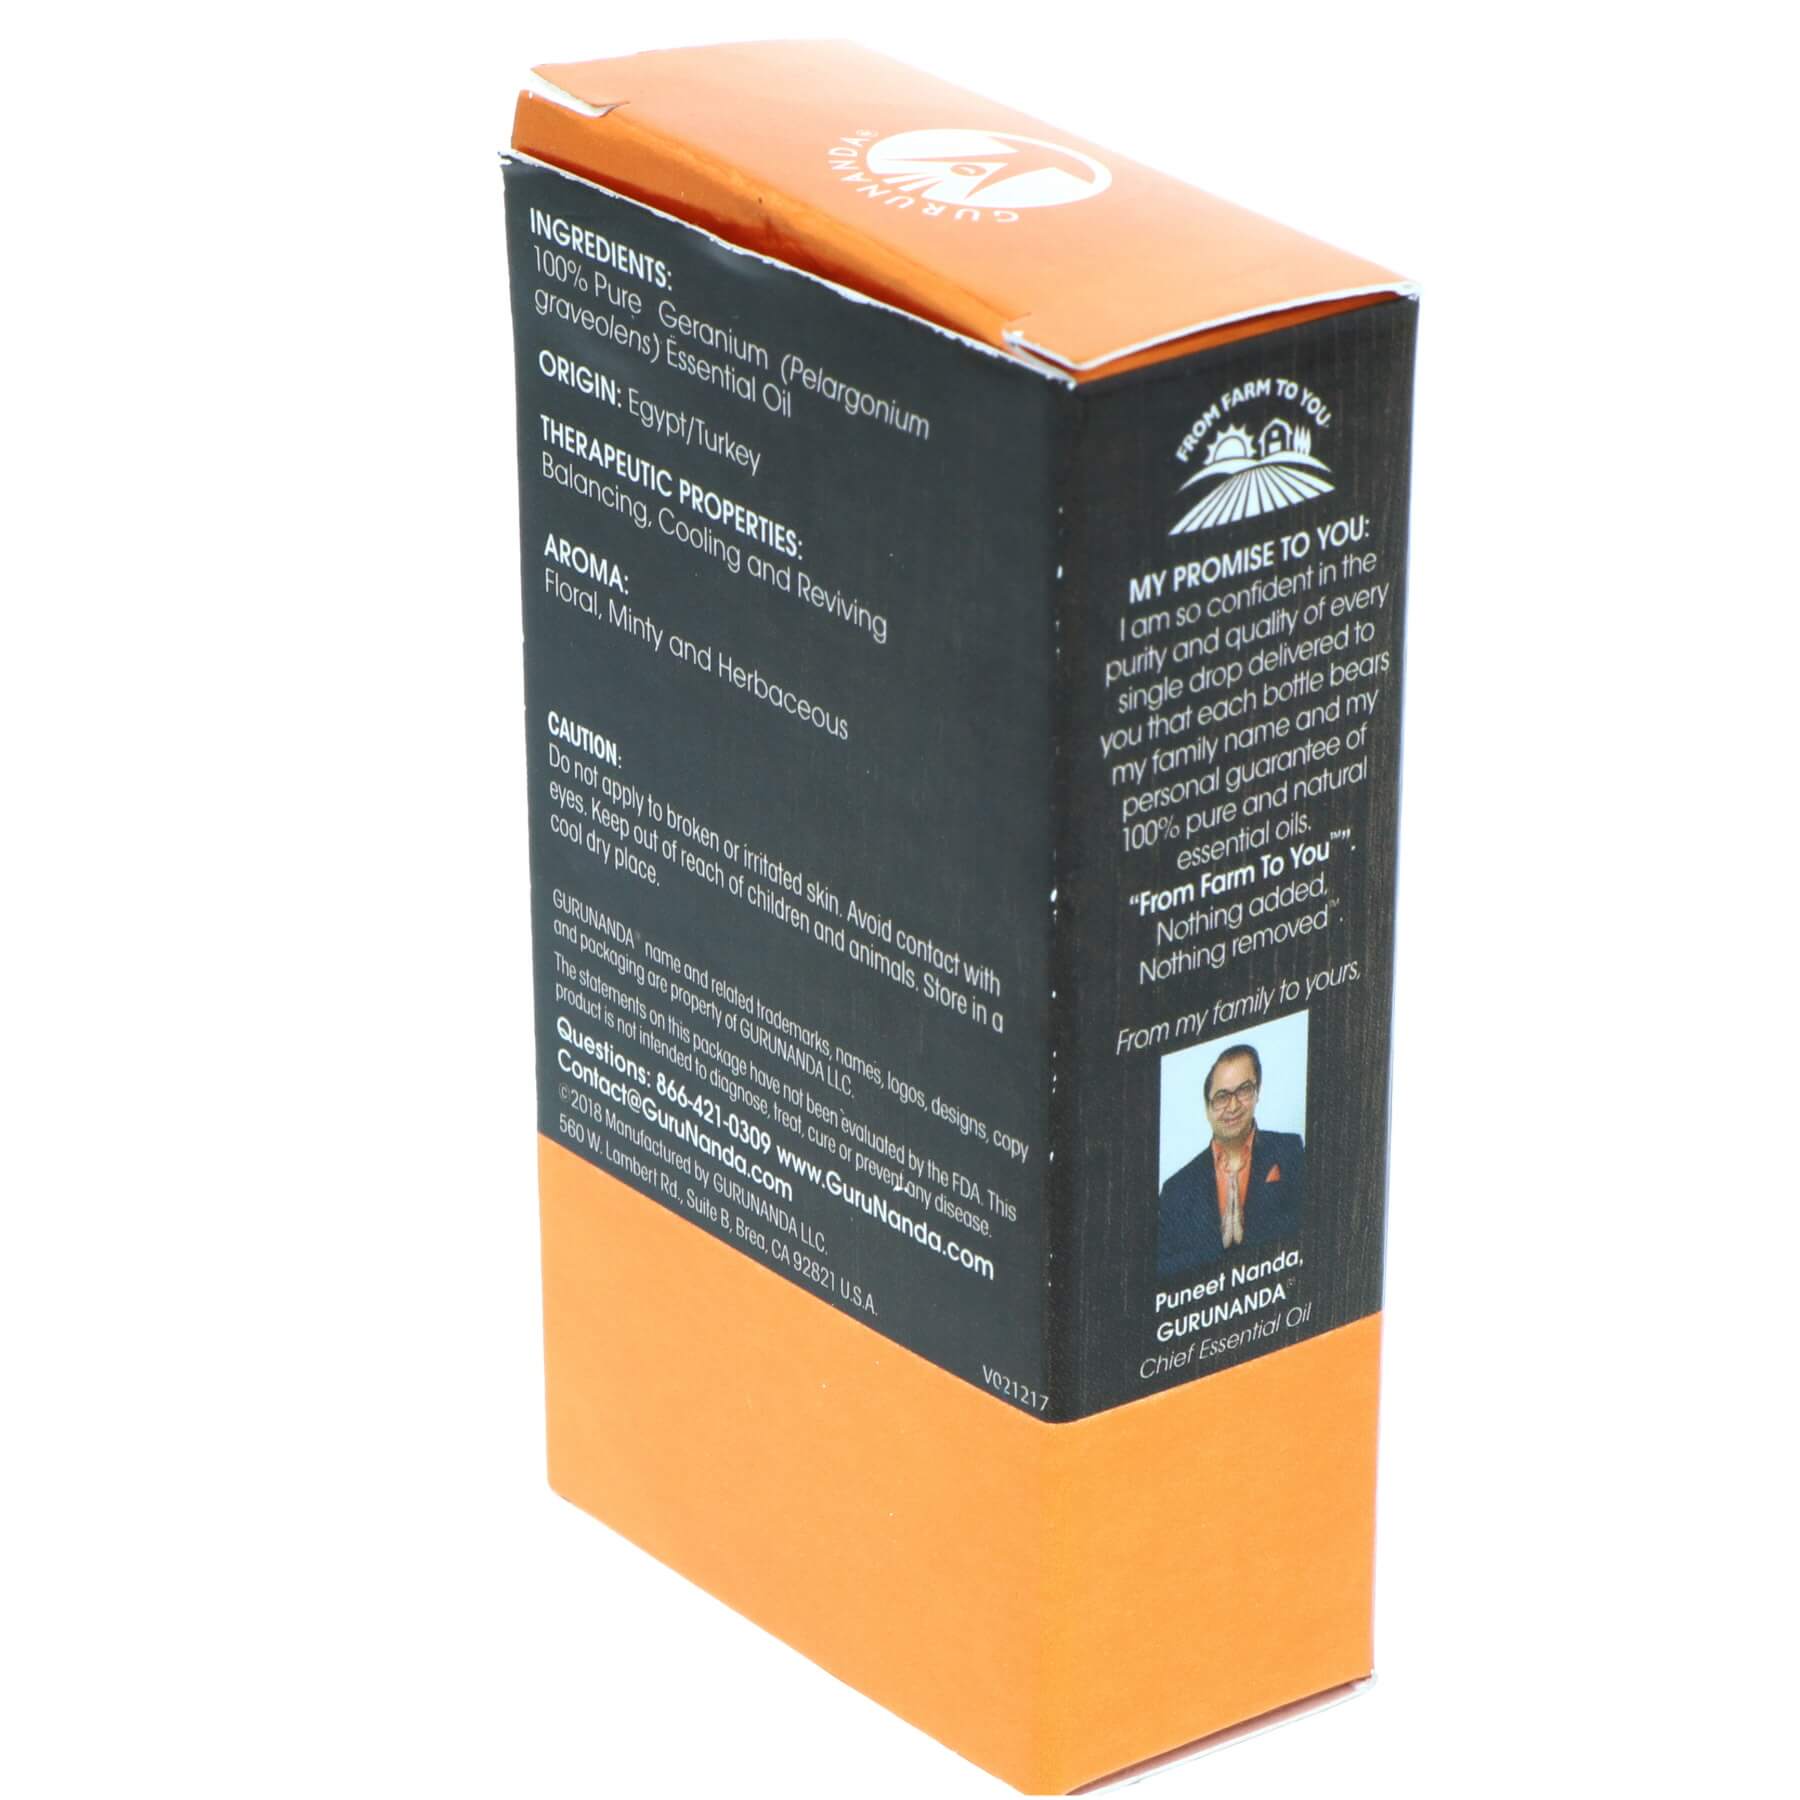 GURUNANDA®
INGREDIENTS:
100% Pure Geranium (Pelargonium
graveolens) Essential Oil
ORIGIN: Egypt/Turkey
THERAPEUTIC PROPERTIES:
Balancing, Cooling and Reviving
AROMA:
Floral, Minty and Herbaceous
CAUTION:
Do not apply to broken or irritated skin. Avoid contact with
eyes. Keep out of reach of children and animals. Store in a
cool dry place.
GURUNANDA® name and related trademarks, names, logos, designs, copy
and packaging are property of GURUNANDA LLC.
The statements on this package have not been evaluated by the FDA. This
product is not intended to diagnose, treat, cure or prevent any disease.
Questions: 866-421-0309 www.GuruNanda.com
Contact@GuruNanda.com
©2018 Manufactured by GURUNANDA LLC.
560 W. Lambert Rd., Suite B, Brea, CA 92821 U.S.A.
V021217
FROM FARM TO YOU
MY PROMISE TO YOU:
I am so confident in the
purity and quality of every
single drop delivered to
you that each bottle bears
my family name and my
personal guarantee of
100% pure and natural
essential oils.
“From Farm To You™”.
Nothing added,
Nothing removed™.
From my family to yours,
Puneet Nanda,
GURUNANDA®
Chief Essential Oil